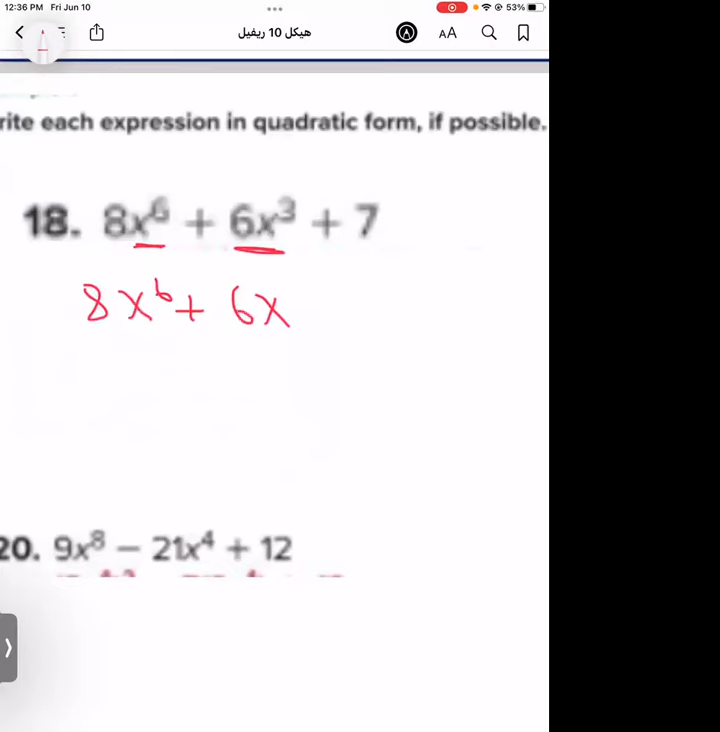 12:36 PM Fri Jun 10 53%
هيكل 10 ريفيل
AA
rite each expression in quadratic form, if possible.
18. 8x⁶ + 6x³ + 7
8x⁶ + 6x
20. 9x⁸ − 21x⁴ + 12